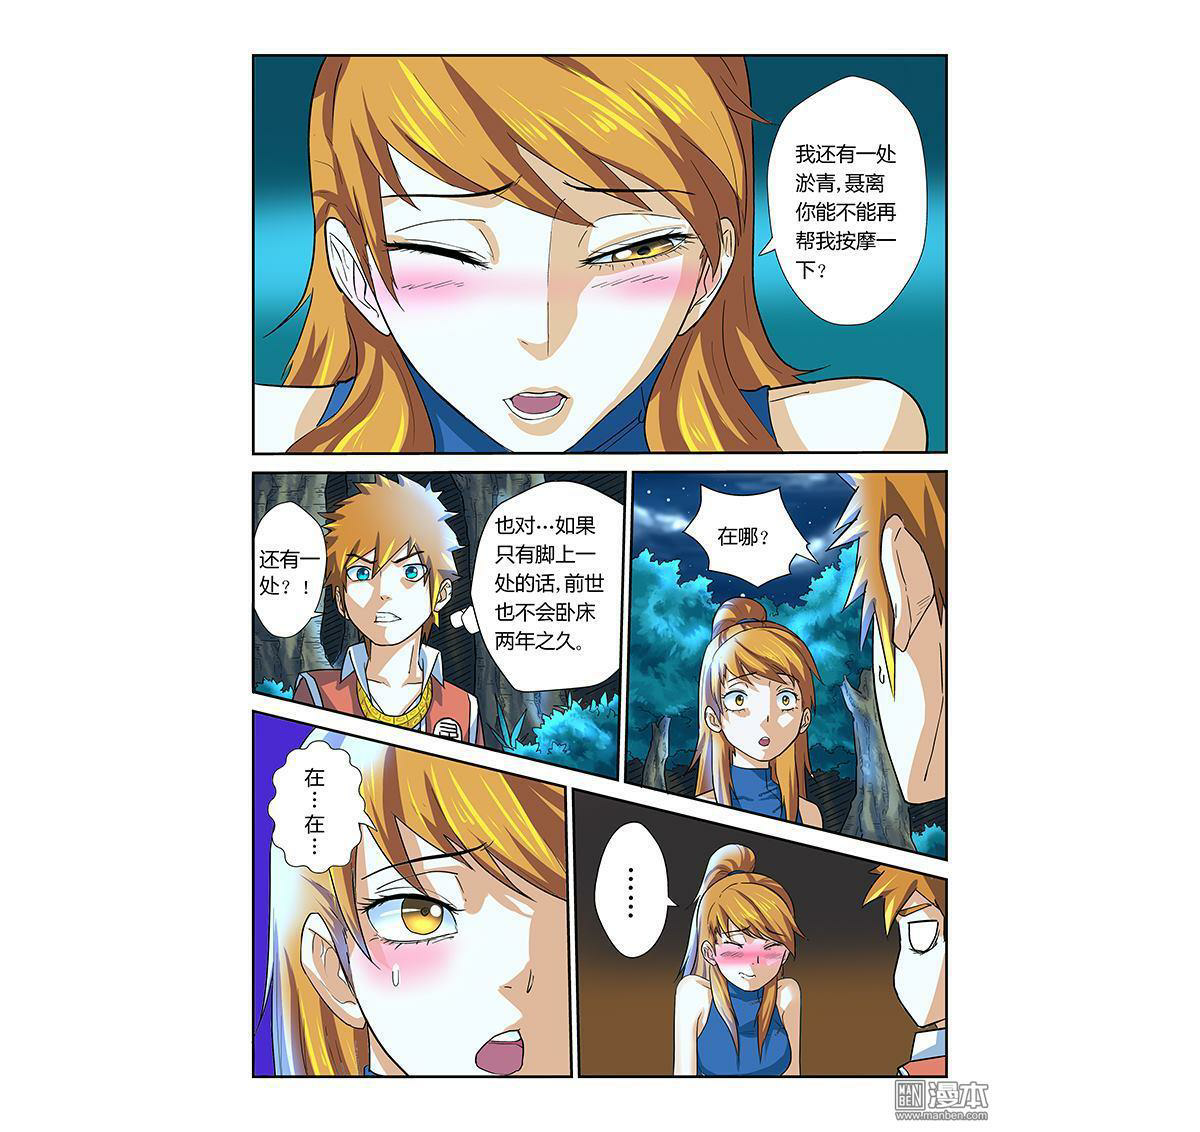 我还有一处
淤青，聂离
你能不能再
帮我按摩一
下？
还有一
处？！
也对…如果
只有脚上一
处的话，前世
也不会卧床
两年之久。
在哪？
在…在…
……
MAN
BEN
漫本
www.manben.com